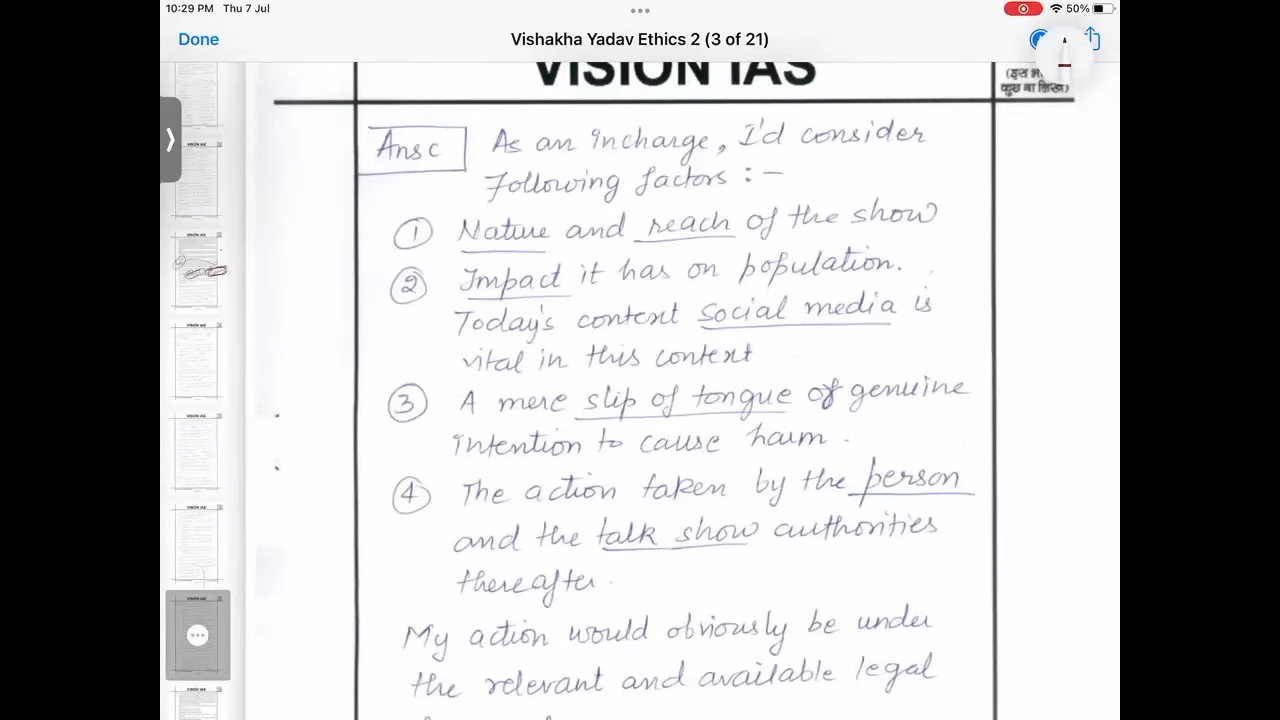 10:29 PM Thu 7 Jul
50%
Done
Vishakha Yadav Ethics 2 (3 of 21)
VISION IAS
कुछ ना लिखें)
Ans C
As an incharge, I'd consider
following factors :-
① Nature and reach of the show
② Impact it has on population.
Today's context social media is
vital in this context
③ A mere slip of tongue of genuine
intention to cause harm.
④ The action taken by the person
and the talk show authorities
thereafter.
My action would obviously be under
the relevant and available legal